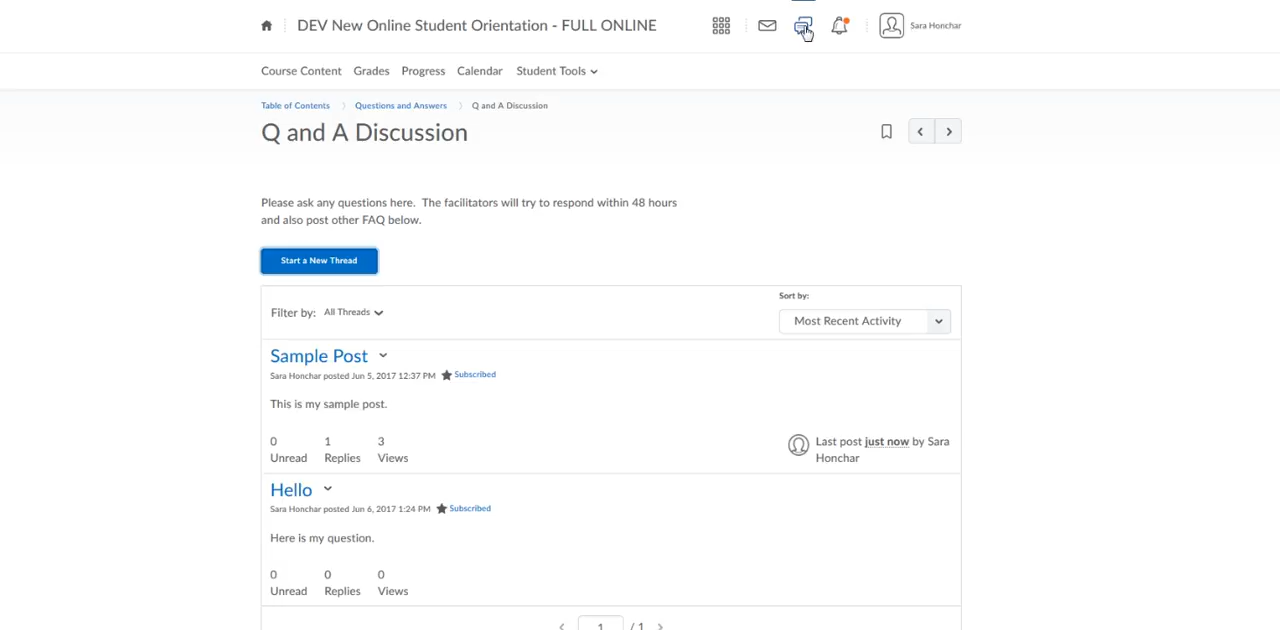 DEV New Online Student Orientation - FULL ONLINE
Sara Honchar
Course Content Grades Progress Calendar Student Tools
Table of Contents Questions and Answers Q and A Discussion
Q and A Discussion
Please ask any questions here. The facilitators will try to respond within 48 hours
and also post other FAQ below.
Start a New Thread
Sort by:
Filter by: All Threads
Most Recent Activity
Sample Post
Sara Honchar posted Jun 5, 2017 12:37 PM Subscribed
This is my sample post.
0 1 3
Unread Replies Views
Last post just now by Sara
Honchar
Hello
Sara Honchar posted Jun 6, 2017 1:24 PM Subscribed
Here is my question.
0 0 0
Unread Replies Views
1 / 1